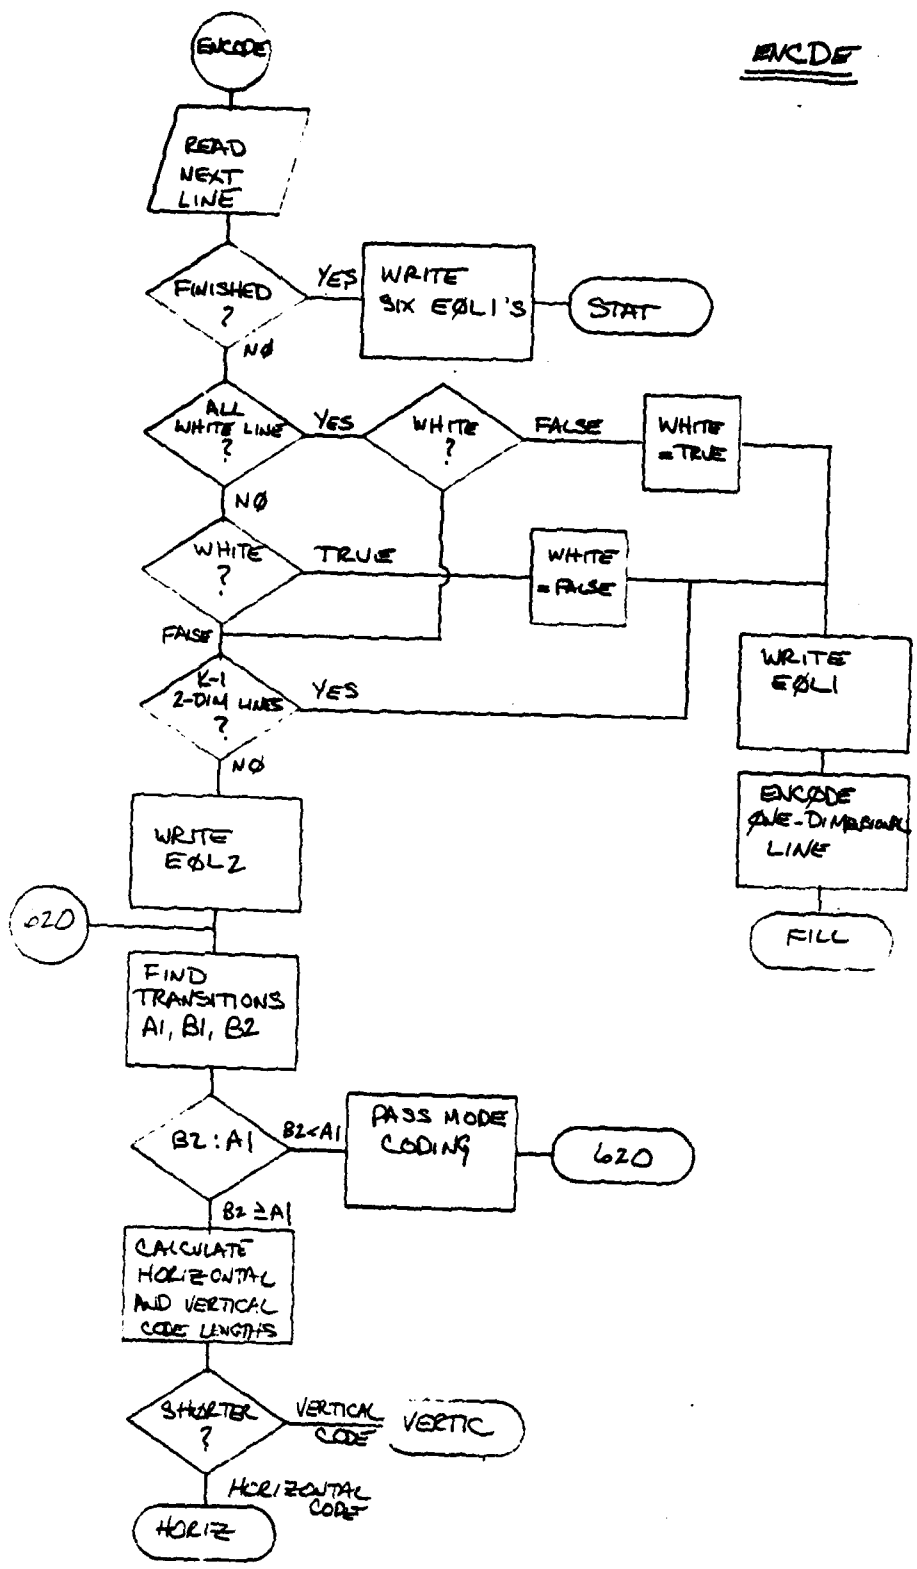 ENCODE
ENCDE
READ
NEXT
LINE
FINISHED
?
YES
WRITE
SIX EØL1'S
STAT
NØ
ALL
WHITE LINE
?
YES
WHITE
?
FALSE
WHITE
= TRUE
NØ
WHITE
?
TRUE
WHITE
= FALSE
FALSE
K-1
2-DIM LINES
?
YES
NØ
WRITE
EØL1
ENCØDE
ØNE-DIMENSIONAL
LINE
FILL
WRITE
EØL2
620
FIND
TRANSITIONS
A1, B1, B2
B2 : A1
B2<A1
PASS MODE
CODING
620
B2 ≥ A1
CALCULATE
HORIZONTAL
AND VERTICAL
CODE LENGTHS
SHORTER
?
VERTICAL
CODE
VERTIC
HORIZONTAL
CODE
HORIZ